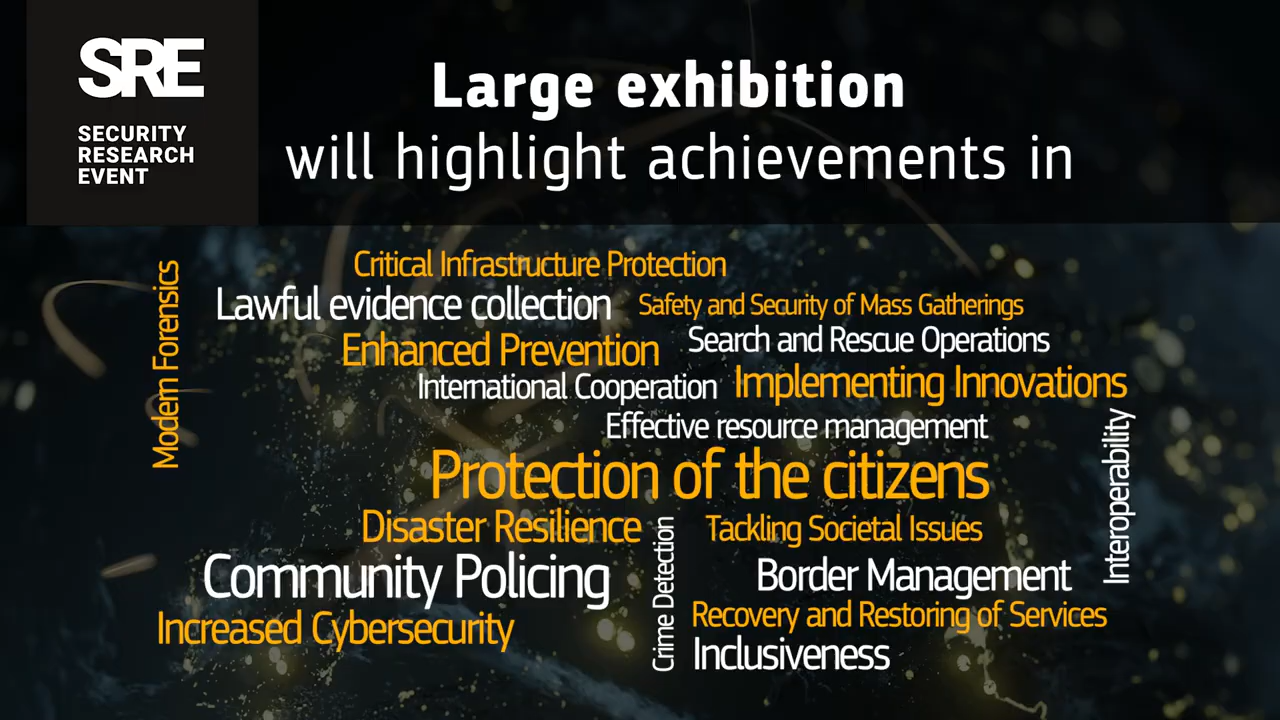 SRE
SECURITY
RESEARCH
EVENT
Large exhibition
will highlight achievements in
Critical Infrastructure Protection
Modern Forensics
Lawful evidence collection
Safety and Security of Mass Gatherings
Enhanced Prevention
Search and Rescue Operations
International Cooperation
Implementing Innovations
Effective resource management
Interoperability
Protection of the citizens
Disaster Resilience
Crime Detection
Tackling Societal Issues
Community Policing
Border Management
Increased Cybersecurity
Recovery and Restoring of Services
Inclusiveness